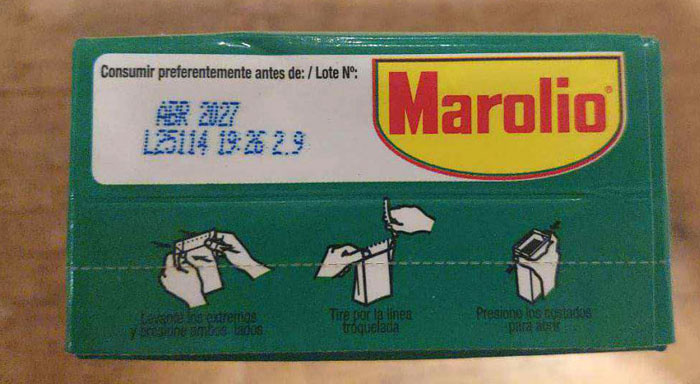 Consumir preferentemente antes de: / Lote Nº:
ABR 2027
L25114 19:26 2.9
Marolio®
Levante los extremos
y presione ambos lados
Tire por la línea
troquelada
Presione los costados
para abrir